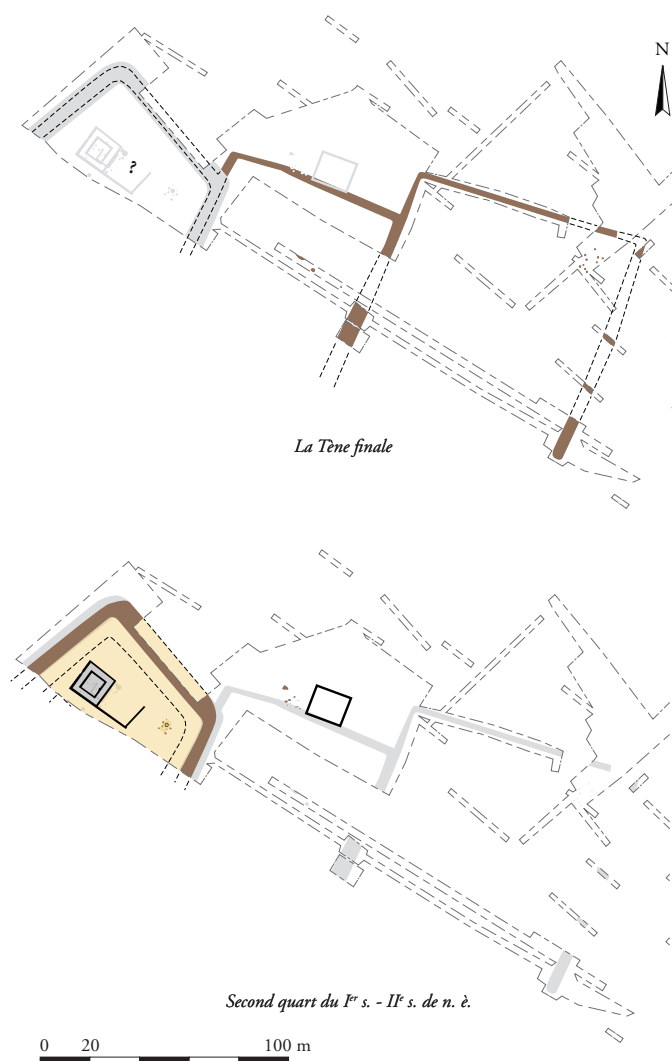 N
?
La Tène finale
Second quart du Ier s. - IIe s. de n. è.
0 20 100 m